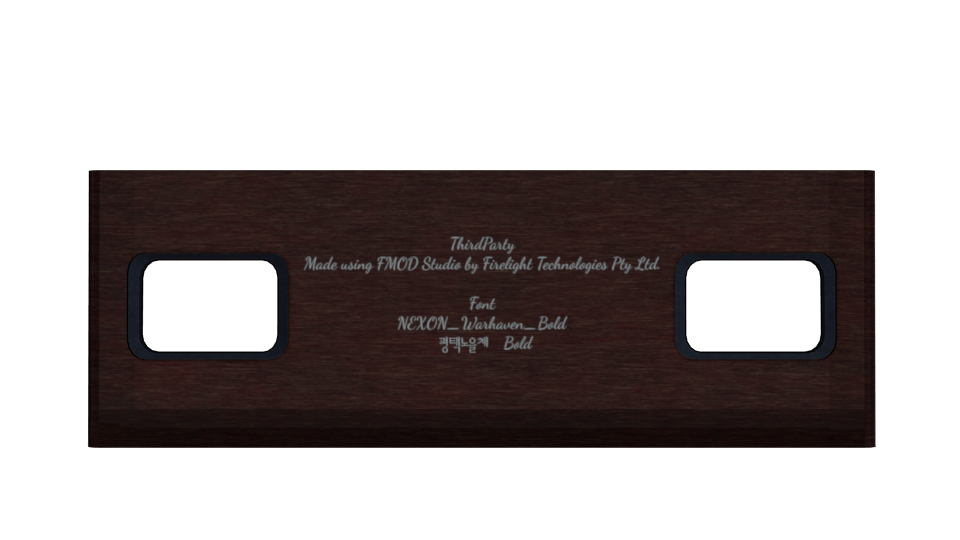 ThirdParty
Made using FMOD Studio by Firelight Technologies Pty Ltd.
Font
NEXON_Warhaven_Bold
평택노을체 Bold